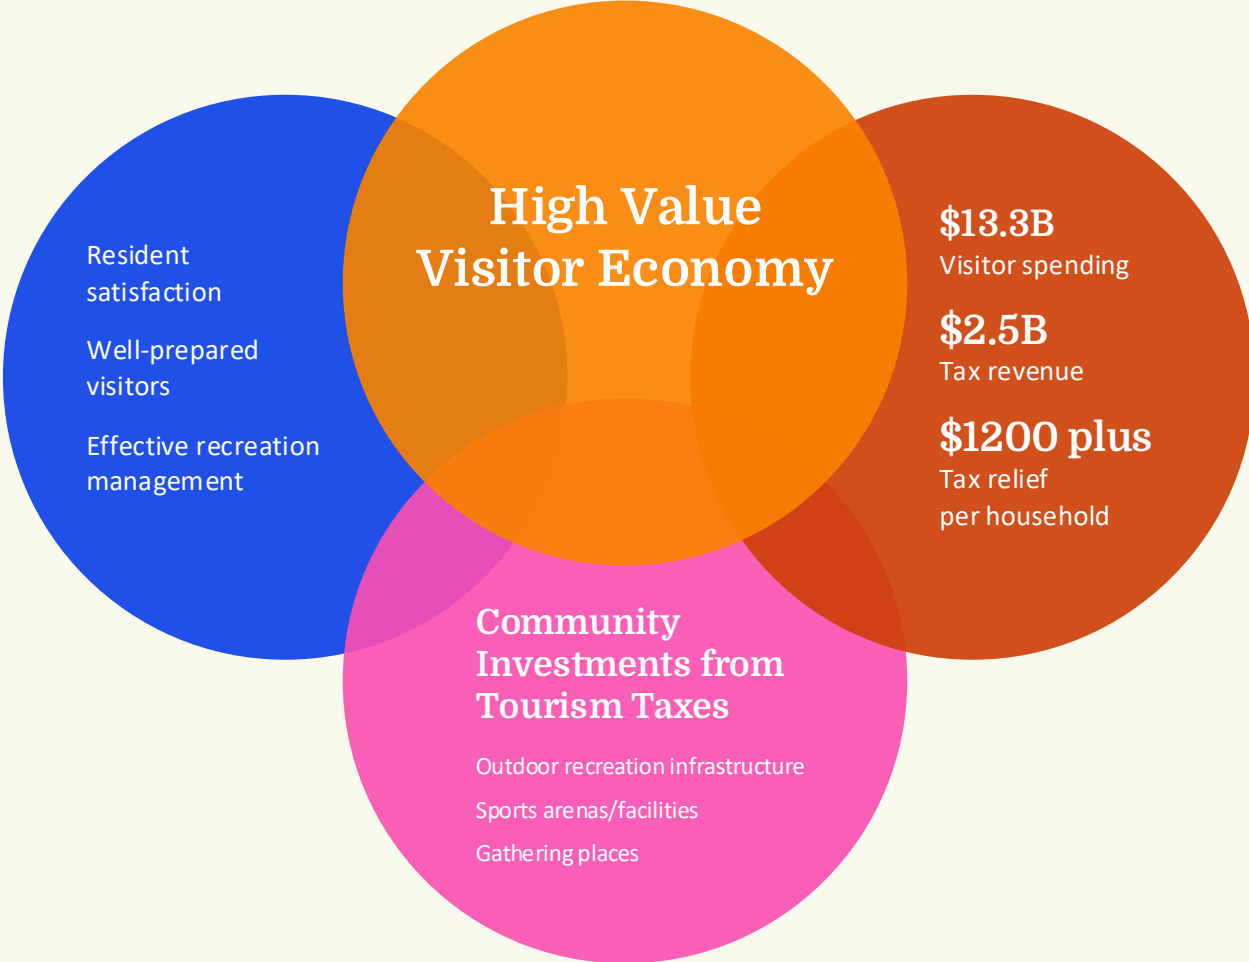 High Value
Visitor Economy
Resident
satisfaction
Well-prepared
visitors
Effective recreation
management
$13.3B
Visitor spending
$2.5B
Tax revenue
$1200 plus
Tax relief
per household
Community
Investments from
Tourism Taxes
Outdoor recreation infrastructure
Sports arenas/facilities
Gathering places